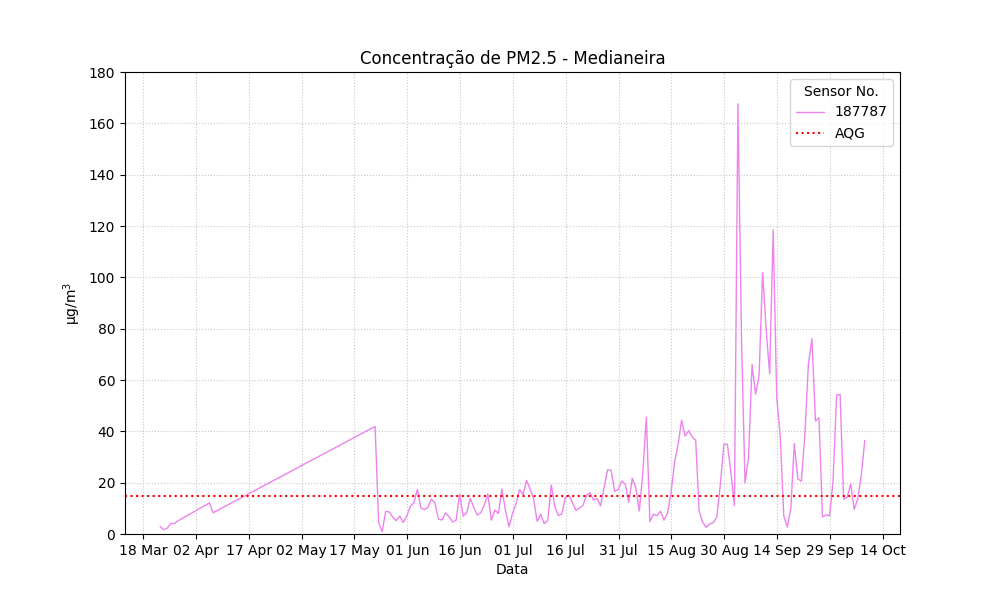 Concentração de PM2.5 - Medianeira
180
160
140
120
100
80
60
40
20
0
µg/m³
18 Mar 02 Apr 17 Apr 02 May 17 May 01 Jun 16 Jun 01 Jul 16 Jul 31 Jul 15 Aug 30 Aug 14 Sep 29 Sep 14 Oct
Data
Sensor No.
187787
AQG